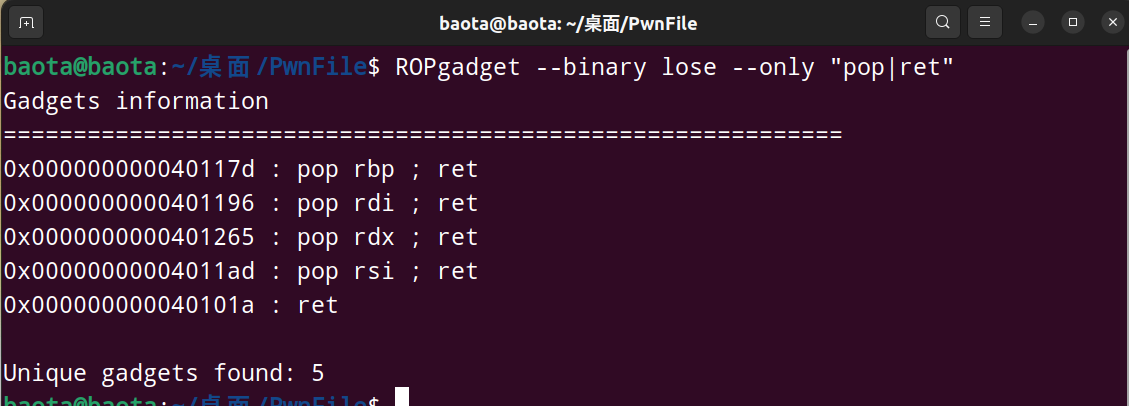 baota@baota: ~/桌面/PwnFile
baota@baota:~/桌面/PwnFile$ ROPgadget --binary lose --only "pop|ret"
Gadgets information
============================================================
0x000000000040117d : pop rbp ; ret
0x0000000000401196 : pop rdi ; ret
0x0000000000401265 : pop rdx ; ret
0x00000000004011ad : pop rsi ; ret
0x000000000040101a : ret
Unique gadgets found: 5
baota@baota:~/桌面/PwnFile$